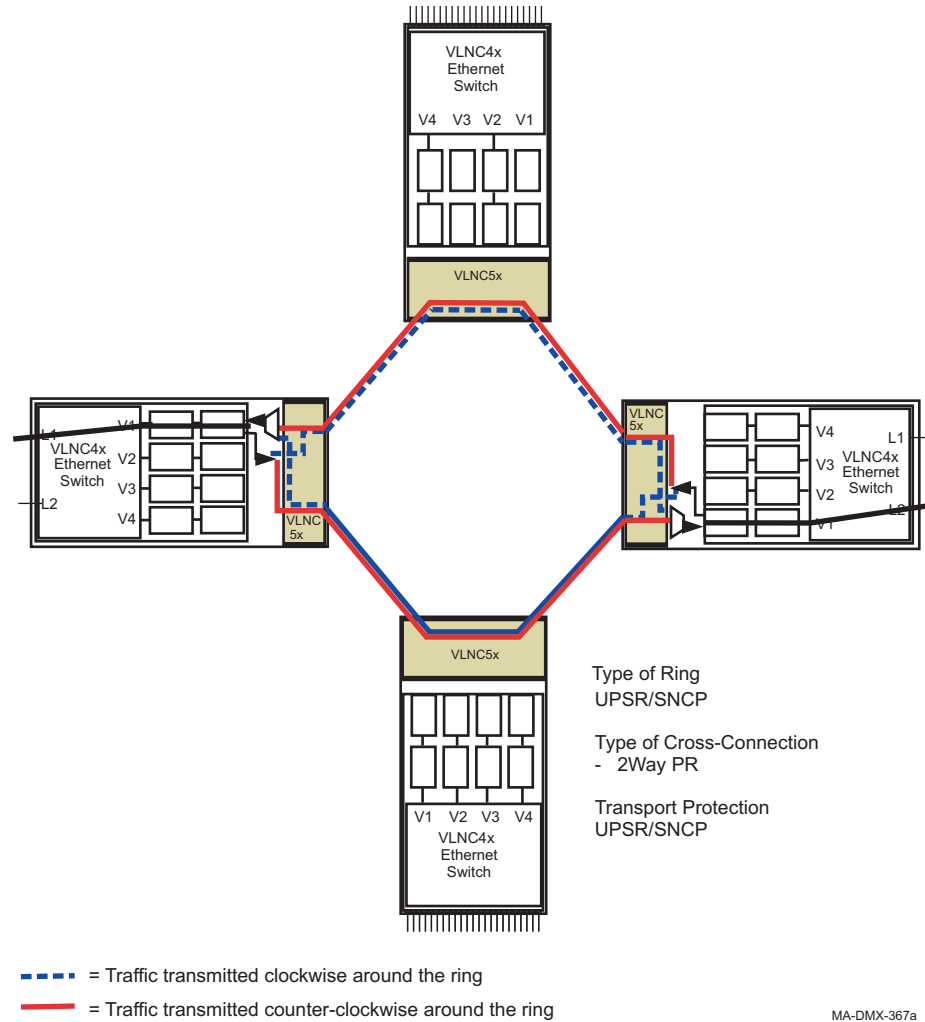 VLNC4x
Ethernet
Switch
V4 V3 V2 V1
VLNC5x
L1
V1
VLNC4x
Ethernet
Switch
V2
V3
L2
V4
VLNC
5x
VLNC
5x
V4
L1
V3
VLNC4x
Ethernet
Switch
V2
L2
V1
VLNC5x
V1 V2 V3 V4
VLNC4x
Ethernet
Switch
Type of Ring
UPSR/SNCP
Type of Cross-Connection
- 2Way PR
Transport Protection
UPSR/SNCP
= Traffic transmitted clockwise around the ring
= Traffic transmitted counter-clockwise around the ring
MA-DMX-367a